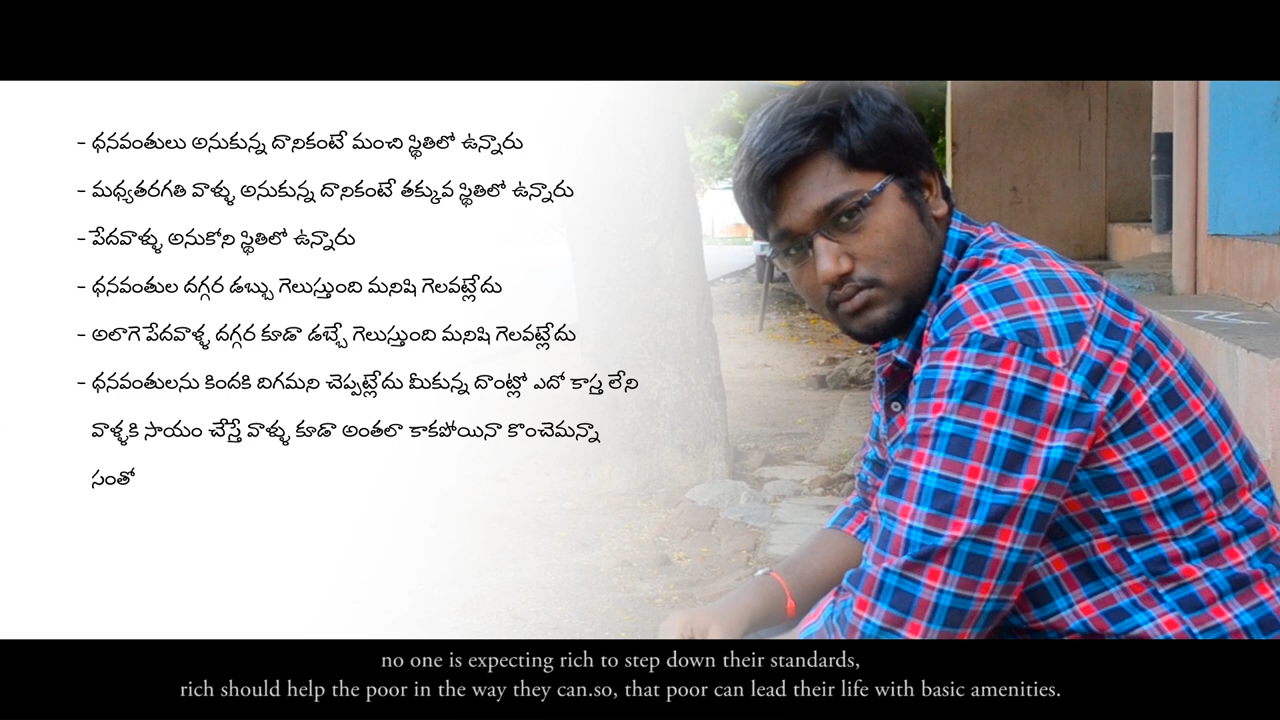 - ధనవంతులు అనుకున్న దానికంటే మంచి స్థితిలో ఉన్నారు
- మధ్యతరగతి వాళ్ళు అనుకున్న దానికంటే తక్కువ స్థితిలో ఉన్నారు
- పేదవాళ్ళు అనుకోని స్థితిలో ఉన్నారు
- ధనవంతుల దగ్గర డబ్బు గెలుస్తుంది మనిషి గెలవట్లేదు
- అలాగె పేదవాళ్ళ దగ్గర కూడా డబ్బే గెలుస్తుంది మనిషి గెలవట్లేదు
- ధనవంతులను కిందకి దిగమని చెప్పట్లేదు మీకున్న దాంట్లో ఎదో కాస్త లేని
వాళ్ళకి సాయం చేస్తే వాళ్ళు కూడా అంతలా కాకపోయినా కొంచెమన్నా
సంతో
no one is expecting rich to step down their standards,
rich should help the poor in the way they can.so, that poor can lead their life with basic amenities.